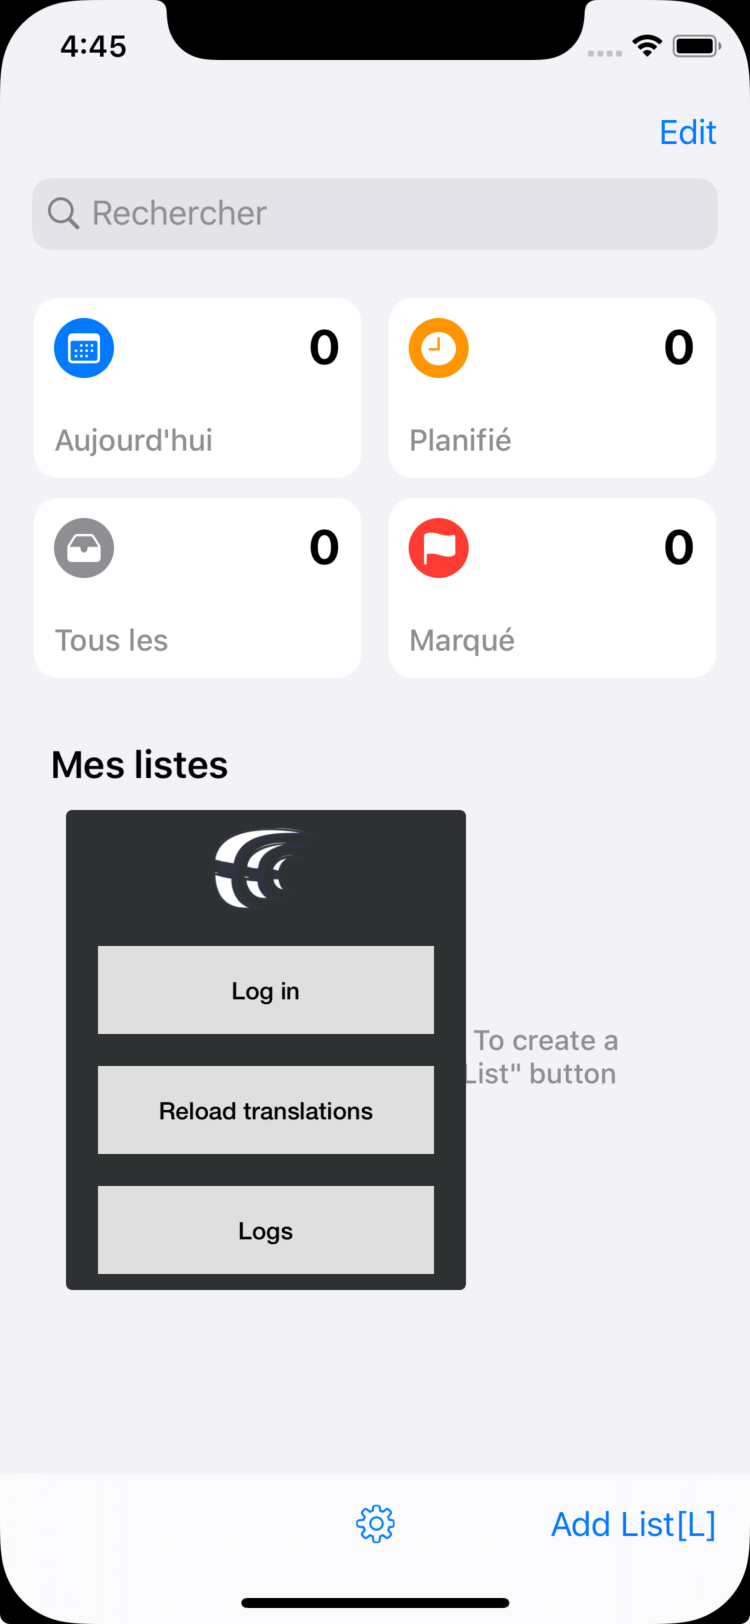 4:45
Edit
Rechercher
0
0
Aujourd'hui
Planifié
0
0
Tous les
Marqué
Mes listes
Log in
To create a
List" button
Reload translations
Logs
Add List[L]